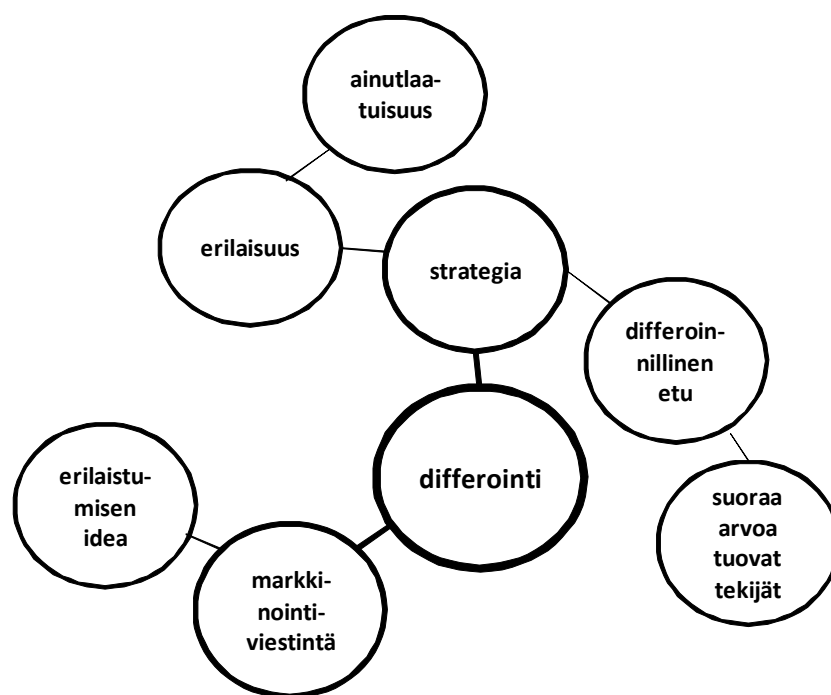 ainutlaa-
tuisuus
erilaisuus
strategia
differoin-
nillinen
etu
differointi
erilaistu-
misen
idea
suoraa
arvoa
tuovat
tekijät
markki-
nointi-
viestintä